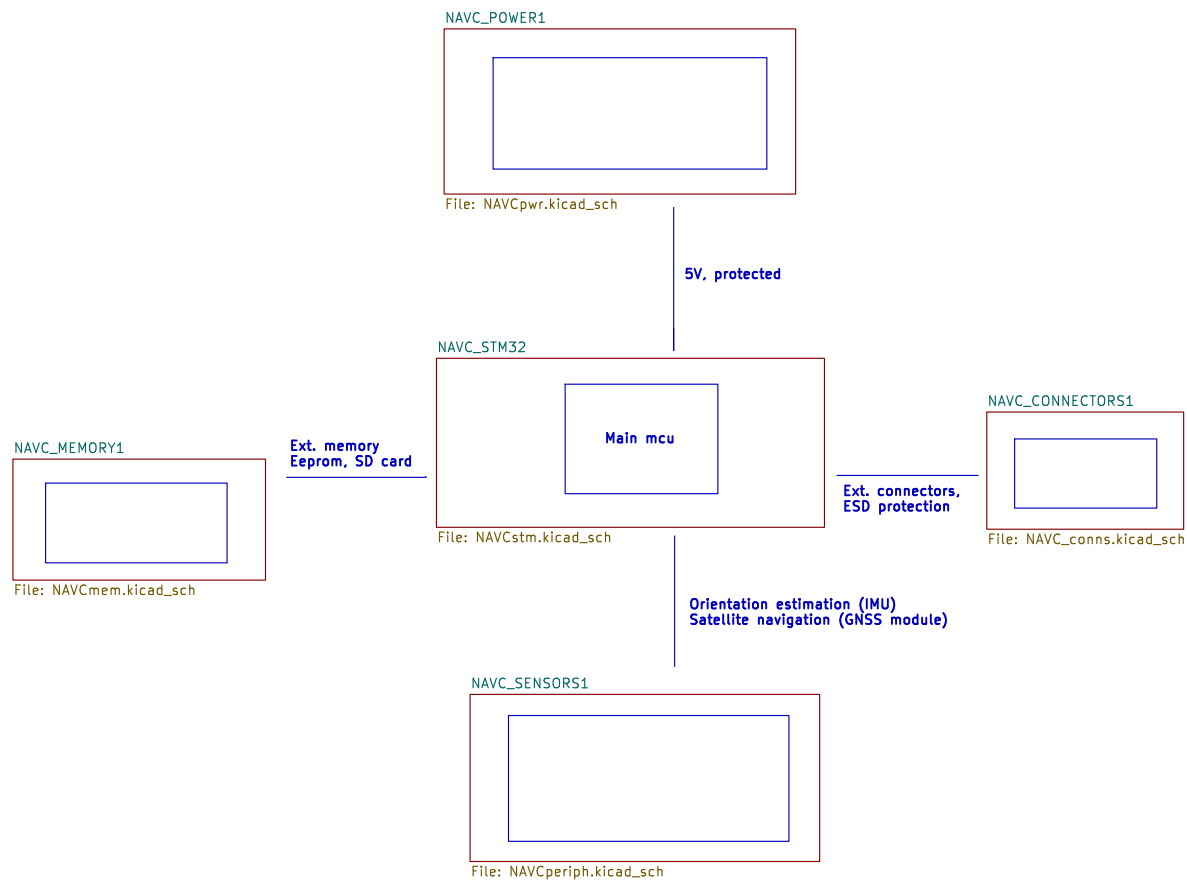 NAVC_POWER1
File: NAVCpwr.kicad_sch
5V, protected
NAVC_STM32
Main mcu
File: NAVCstm.kicad_sch
NAVC_MEMORY1
File: NAVCmem.kicad_sch
Ext. memory
Eeprom, SD card
NAVC_CONNECTORS1
File: NAVC_conns.kicad_sch
Ext. connectors,
ESD protection
Orientation estimation (IMU)
Satellite navigation (GNSS module)
NAVC_SENSORS1
File: NAVCperiph.kicad_sch